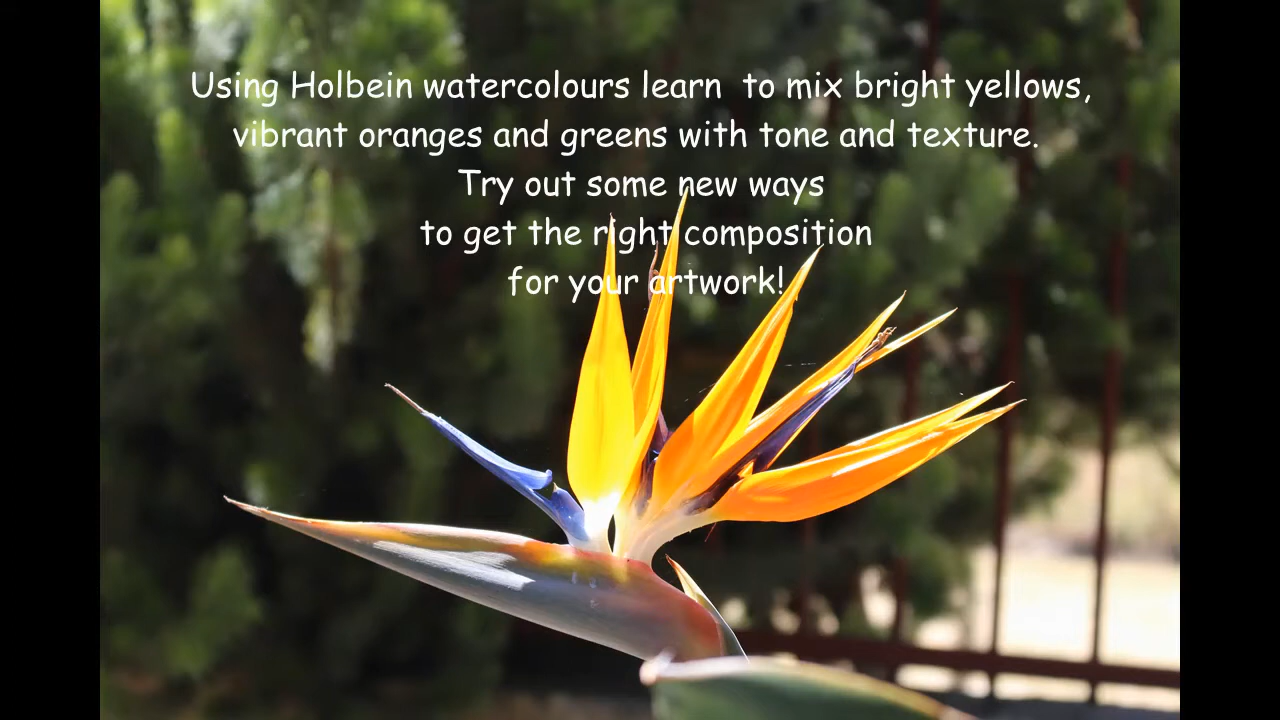 Using Holbein watercolours learn  to mix bright yellows,
vibrant oranges and greens with tone and texture.
Try out some new ways
to get the right composition
for your artwork!